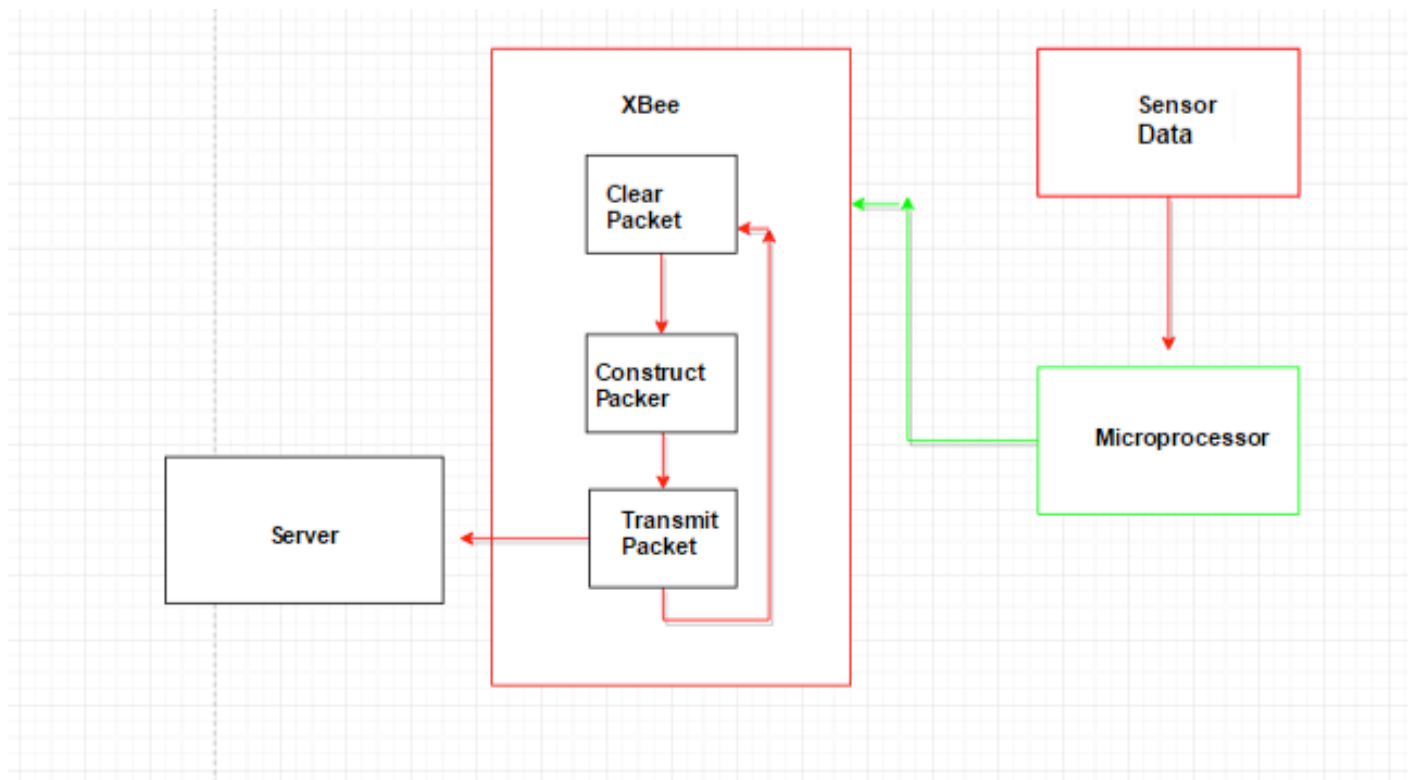 XBee
Sensor
Data
Clear
Packet
Construct
Packer
Microprocessor
Transmit
Packet
Server